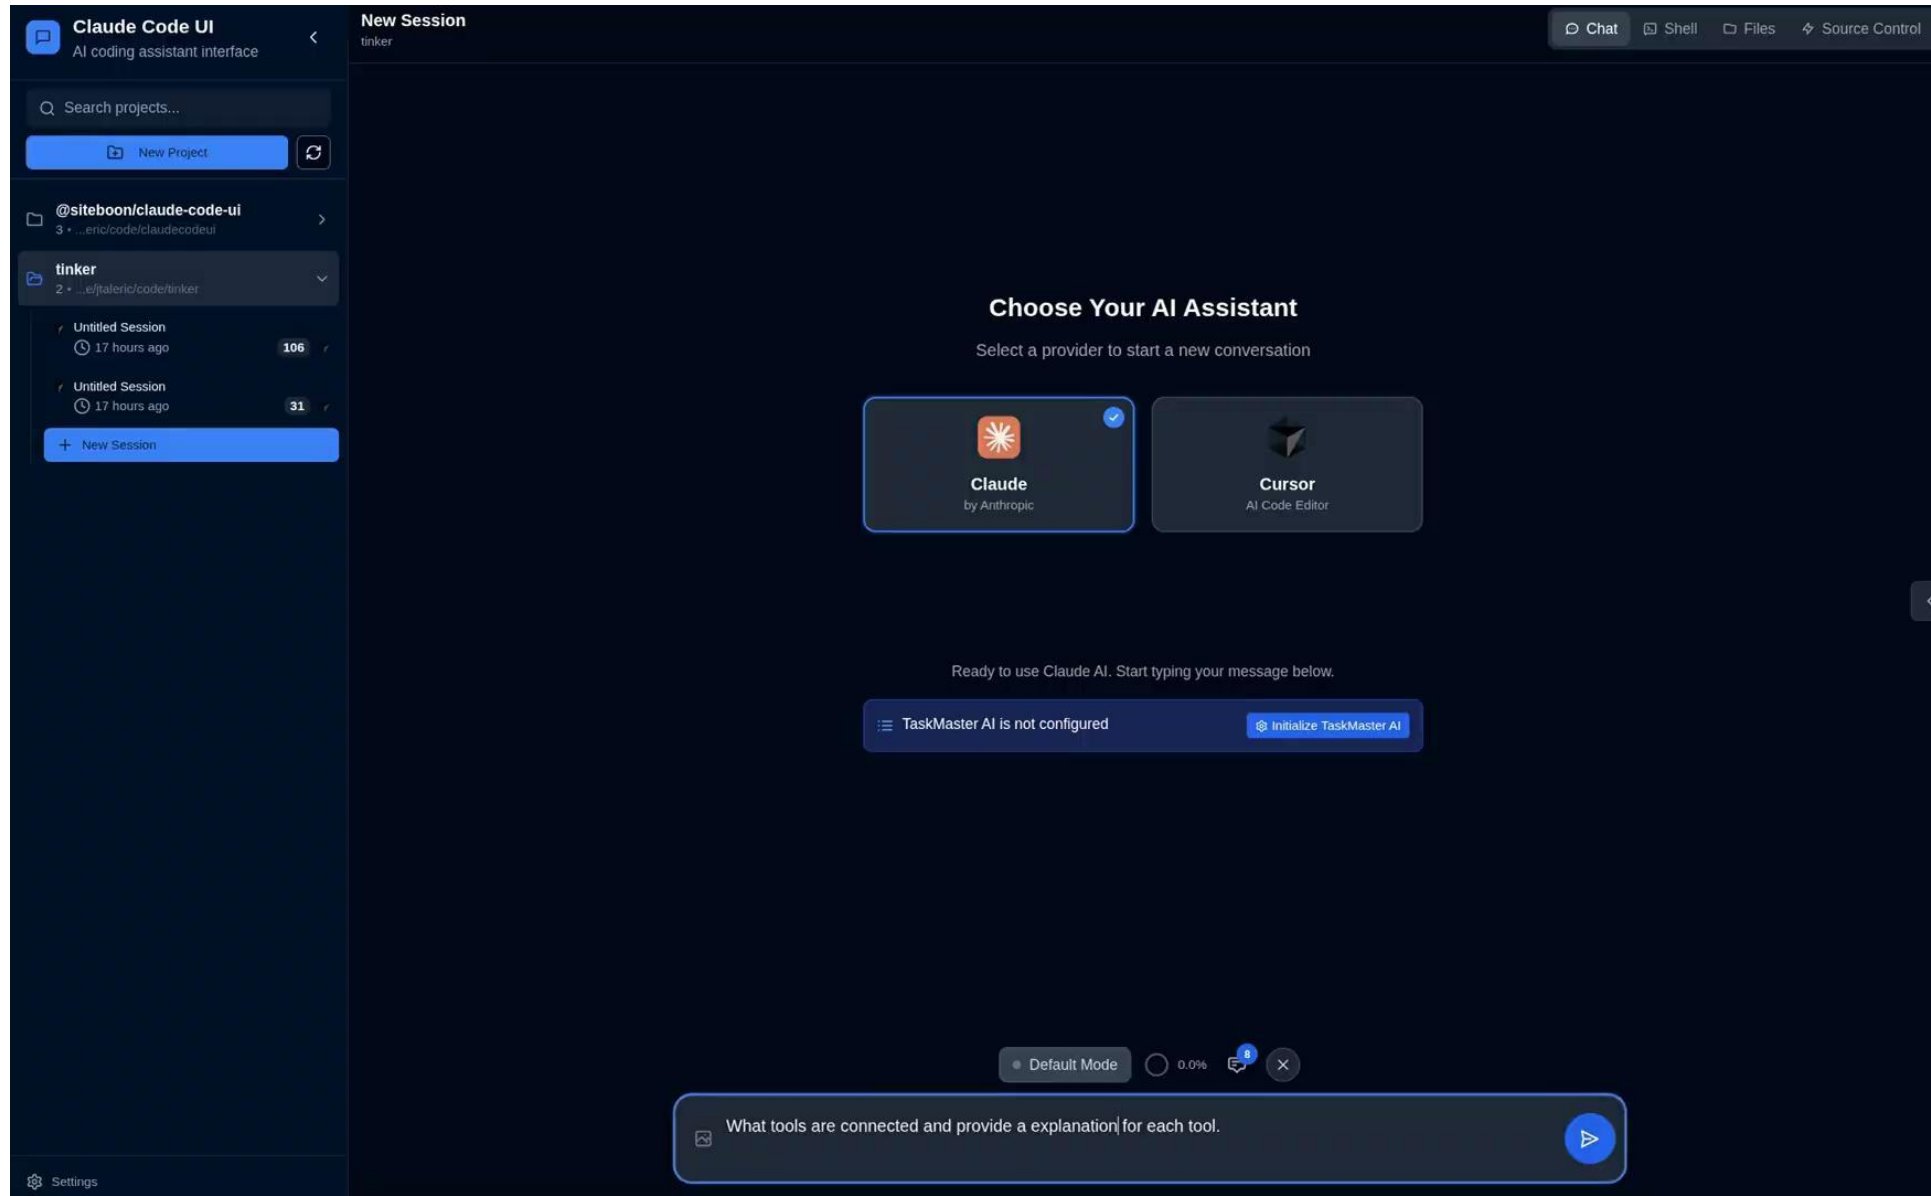 Claude Code UI
AI coding assistant interface
Search projects...
New Project
@siteboon/claude-code-ui
3 • ...eric/code/claudecodeui
tinker
2 • ...e/jtaleric/code/tinker
Untitled Session
17 hours ago 106
Untitled Session
17 hours ago 31
New Session
Settings
New Session
tinker
Chat Shell Files Source Control
Choose Your AI Assistant
Select a provider to start a new conversation
Claude
by Anthropic
Cursor
AI Code Editor
Ready to use Claude AI. Start typing your message below.
TaskMaster AI is not configured Initialize TaskMaster AI
Default Mode 0.0% 8
What tools are connected and provide a explanation for each tool.